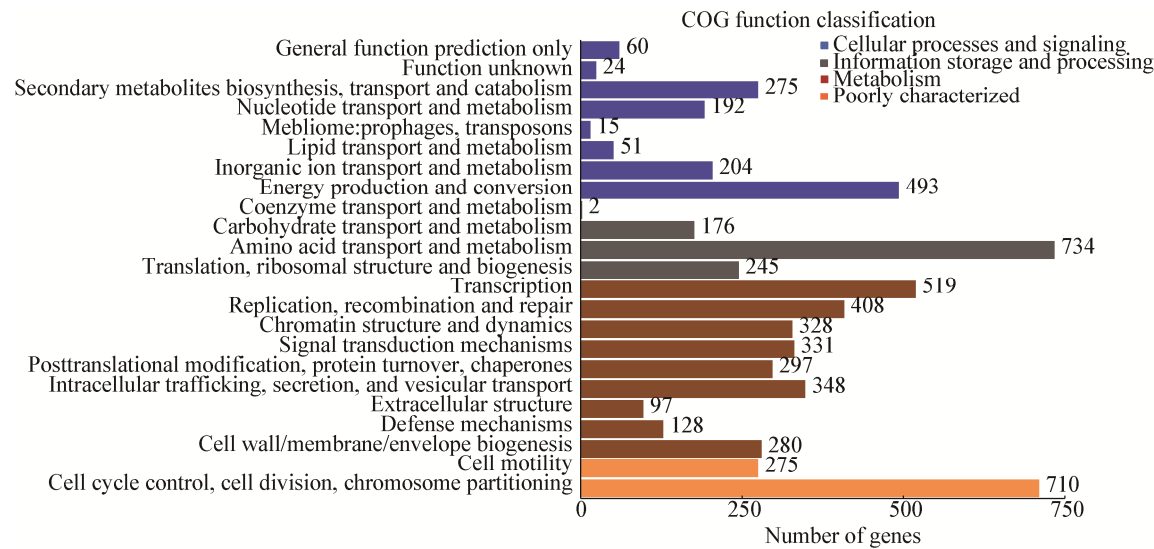 COG function classification
Cellular processes and signaling
Information storage and processing
Metabolism
Poorly characterized
General function prediction only 60
Function unknown 24
Secondary metabolites biosynthesis, transport and catabolism 275
Nucleotide transport and metabolism 192
Mebliome:prophages, transposons 15
Lipid transport and metabolism 51
Inorganic ion transport and metabolism 204
Energy production and conversion 493
Coenzyme transport and metabolism 2
Carbohydrate transport and metabolism 176
Amino acid transport and metabolism 734
Translation, ribosomal structure and biogenesis 245
Transcription 519
Replication, recombination and repair 408
Chromatin structure and dynamics 328
Signal transduction mechanisms 331
Posttranslational modification, protein turnover, chaperones 297
Intracellular trafficking, secretion, and vesicular transport 348
Extracellular structure 97
Defense mechanisms 128
Cell wall/membrane/envelope biogenesis 280
Cell motility 275
Cell cycle control, cell division, chromosome partitioning 710
0 250 500 750
Number of genes